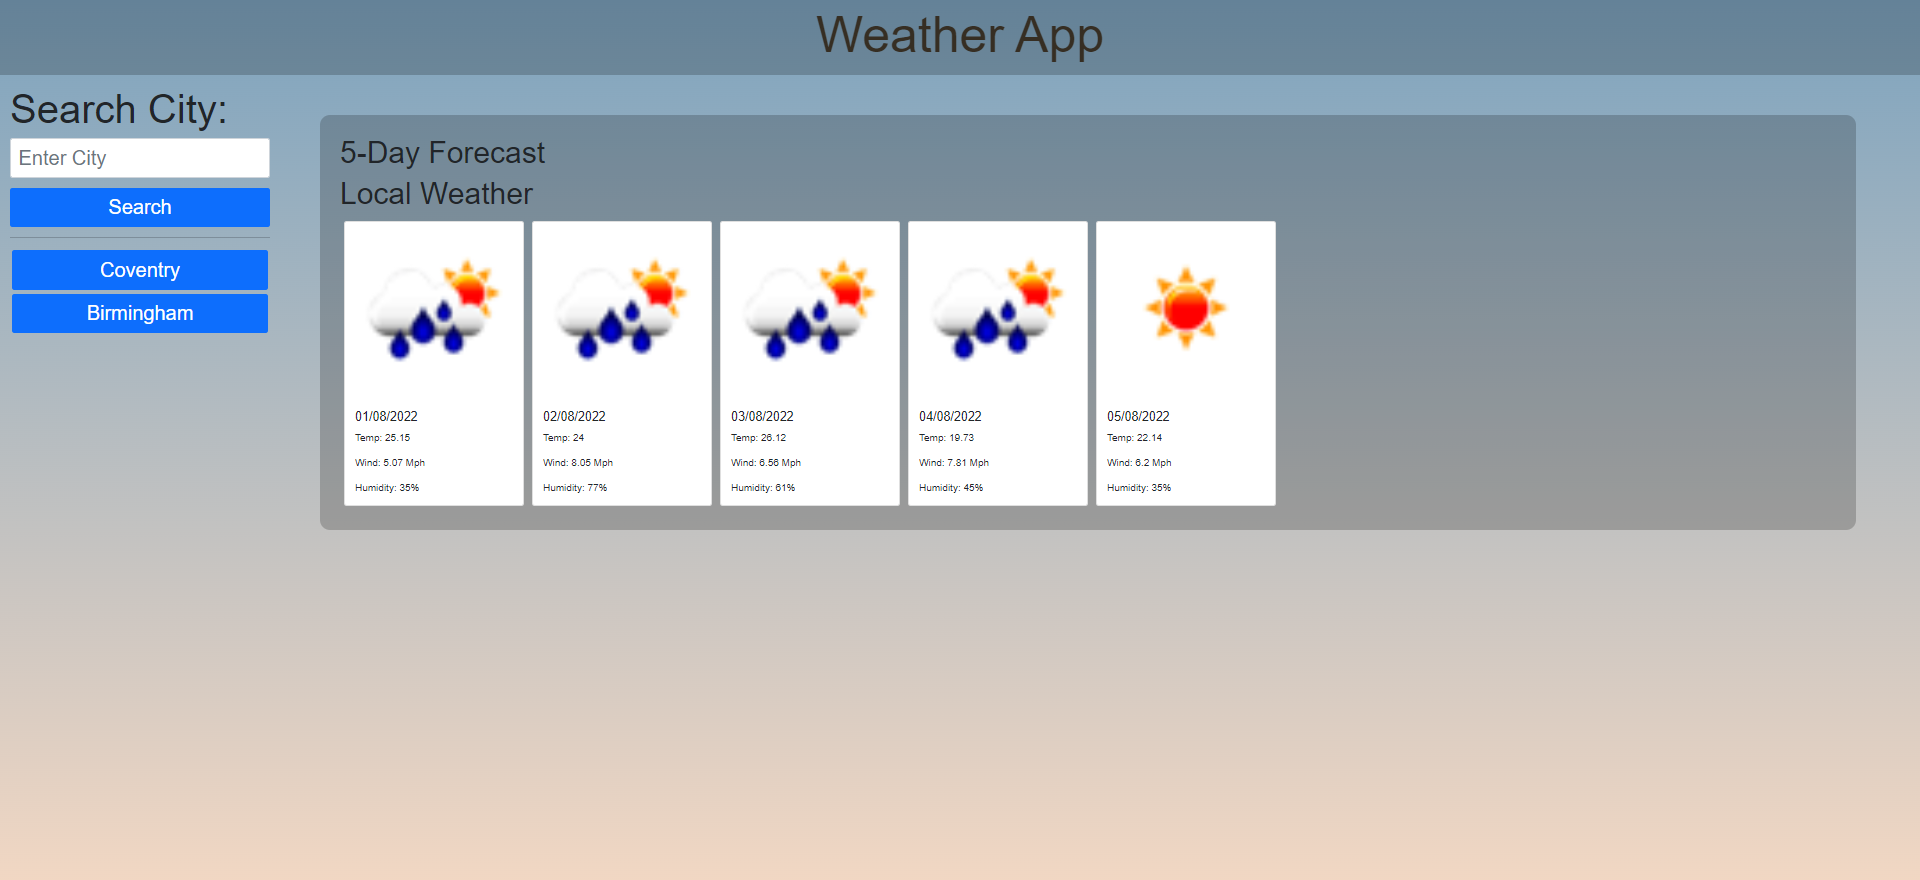 Weather App
Search City:
Enter City
Search
Coventry
Birmingham
5-Day Forecast
Local Weather
01/08/2022
Temp: 25.15
Wind: 5.07 Mph
Humidity: 35%
02/08/2022
Temp: 24
Wind: 8.05 Mph
Humidity: 77%
03/08/2022
Temp: 26.12
Wind: 6.56 Mph
Humidity: 61%
04/08/2022
Temp: 19.73
Wind: 7.81 Mph
Humidity: 45%
05/08/2022
Temp: 22.14
Wind: 6.2 Mph
Humidity: 35%